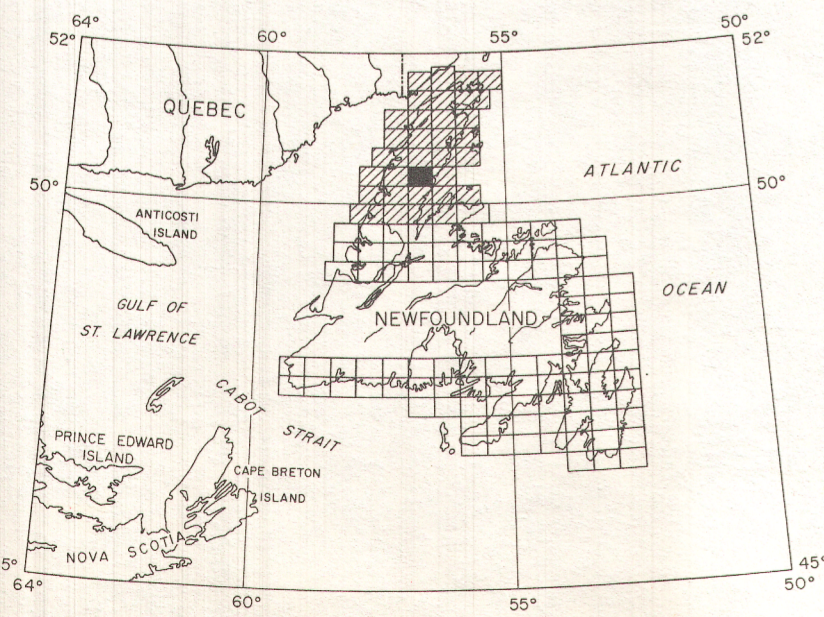 64° 60° 55° 50°
52° 52°
QUEBEC
ATLANTIC
50° 50°
ANTICOSTI
ISLAND
OCEAN
GULF OF
ST. LAWRENCE
NEWFOUNDLAND
CABOT STRAIT
PRINCE EDWARD
ISLAND
CAPE BRETON
ISLAND
NOVA SCOTIA
5° 45°
64° 60° 55° 50°